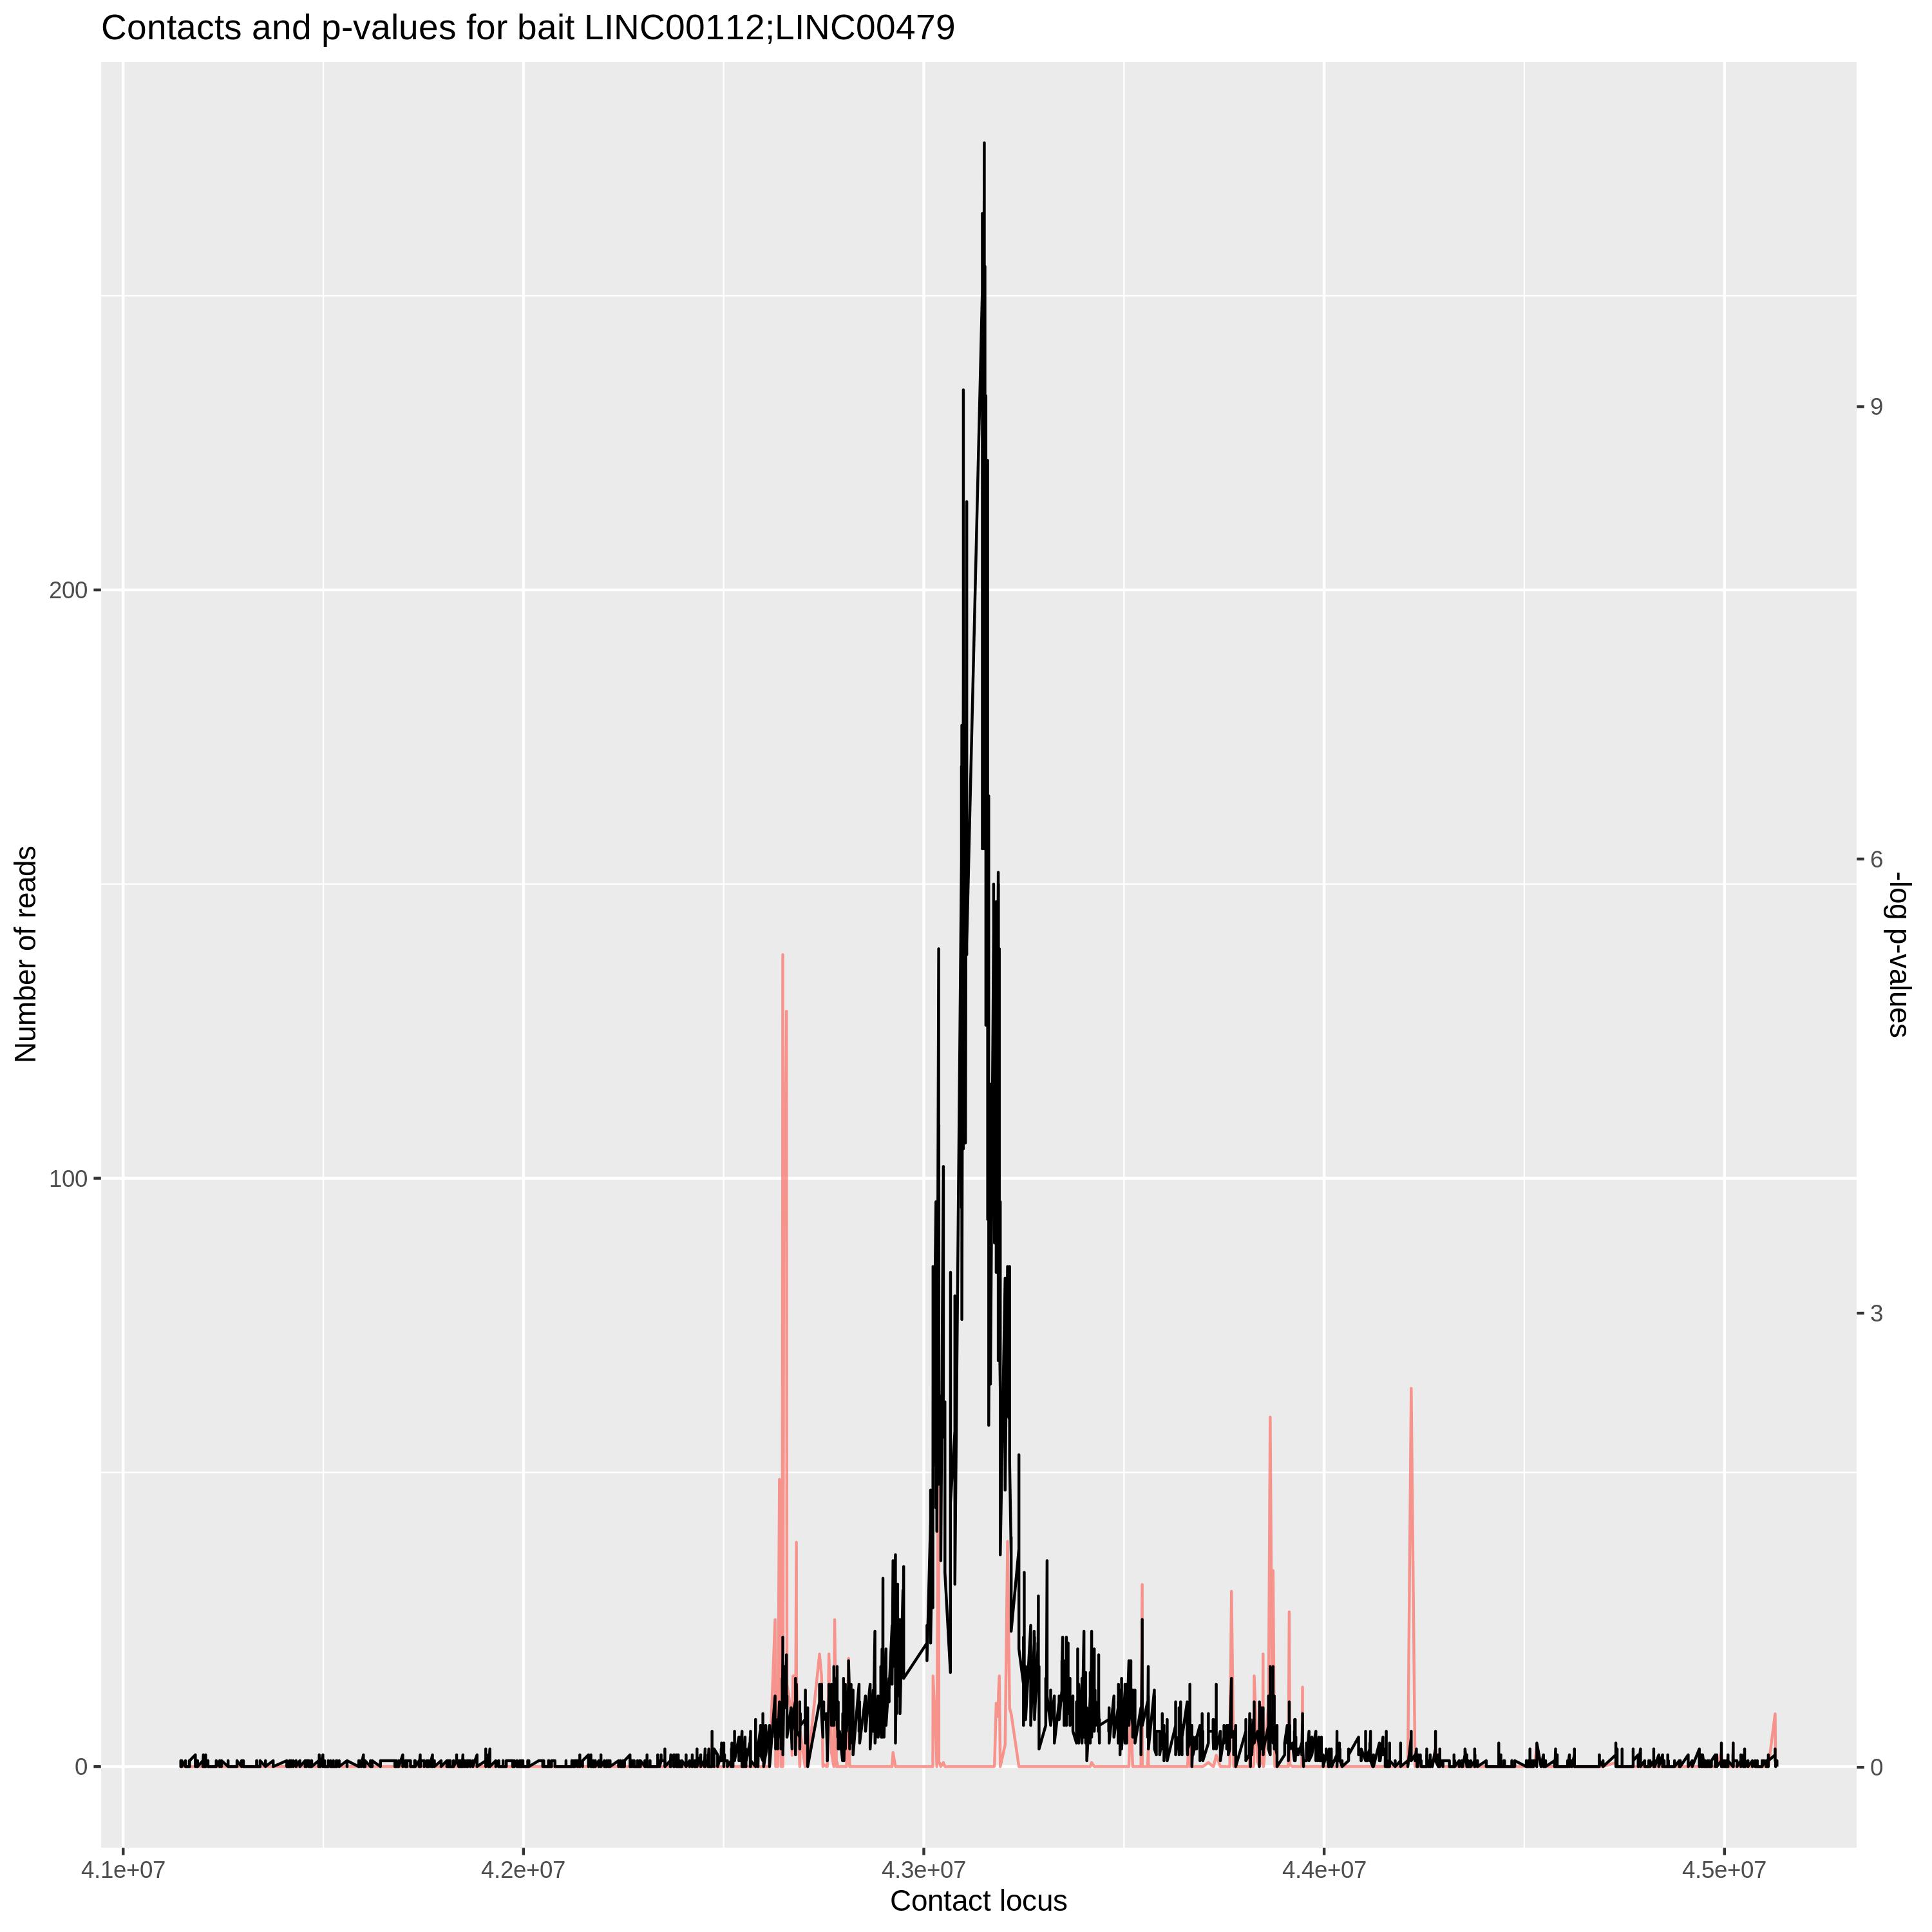 Contacts and p-values for bait LINC00112;LINC00479
Number of reads
200
100
0
9
6
3
0
-log p-values
4.1e+07
4.2e+07
4.3e+07
4.4e+07
4.5e+07
Contact locus